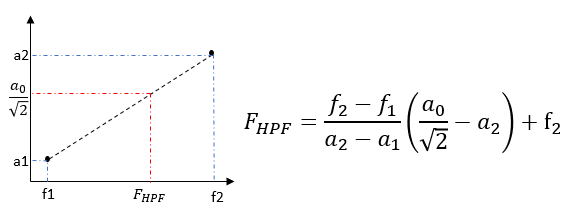 a2
a₀/√2
a1
f1 F_HPF f2
F_HPF = (f₂ − f₁)/(a₂ − a₁) (a₀/√2 − a₂) + f₂